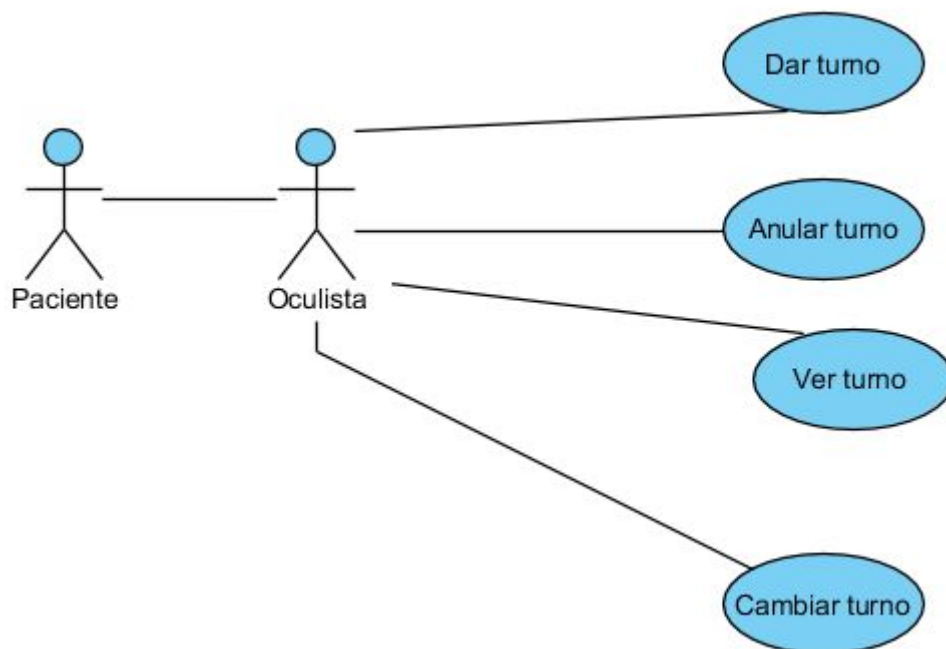 Dar turno
Anular turno
Paciente
Oculista
Ver turno
Cambiar turno